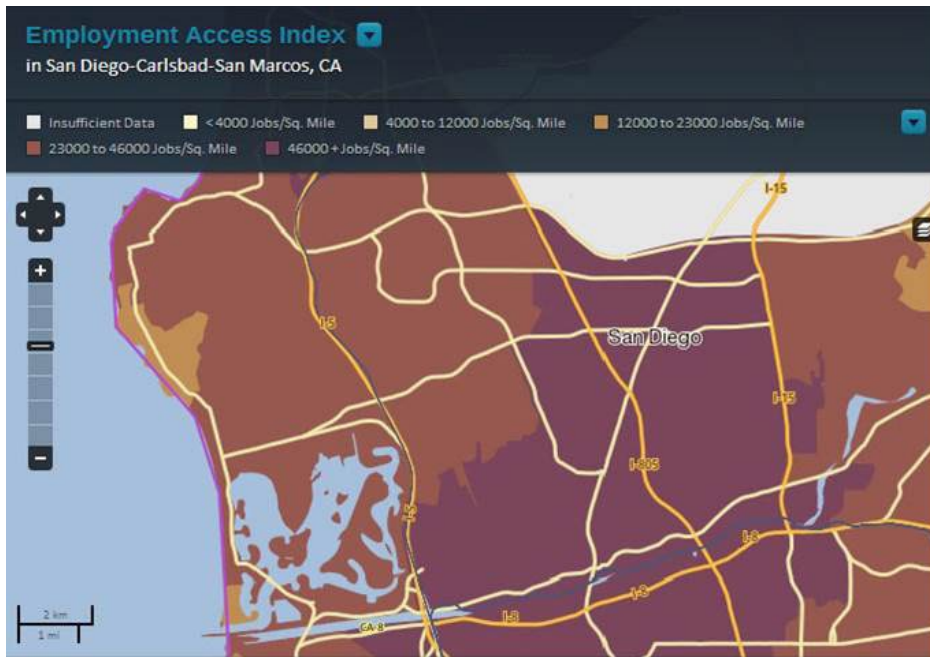 Employment Access Index
in San Diego-Carlsbad-San Marcos, CA
Insufficient Data
< 4000 Jobs/Sq. Mile
4000 to 12000 Jobs/Sq. Mile
12000 to 23000 Jobs/Sq. Mile
23000 to 46000 Jobs/Sq. Mile
46000 + Jobs/Sq. Mile
I-15
I-5
San Diego
I-15
I-805
I-5
I-8
I-8
I-8
CA-8
2 km
1 mi